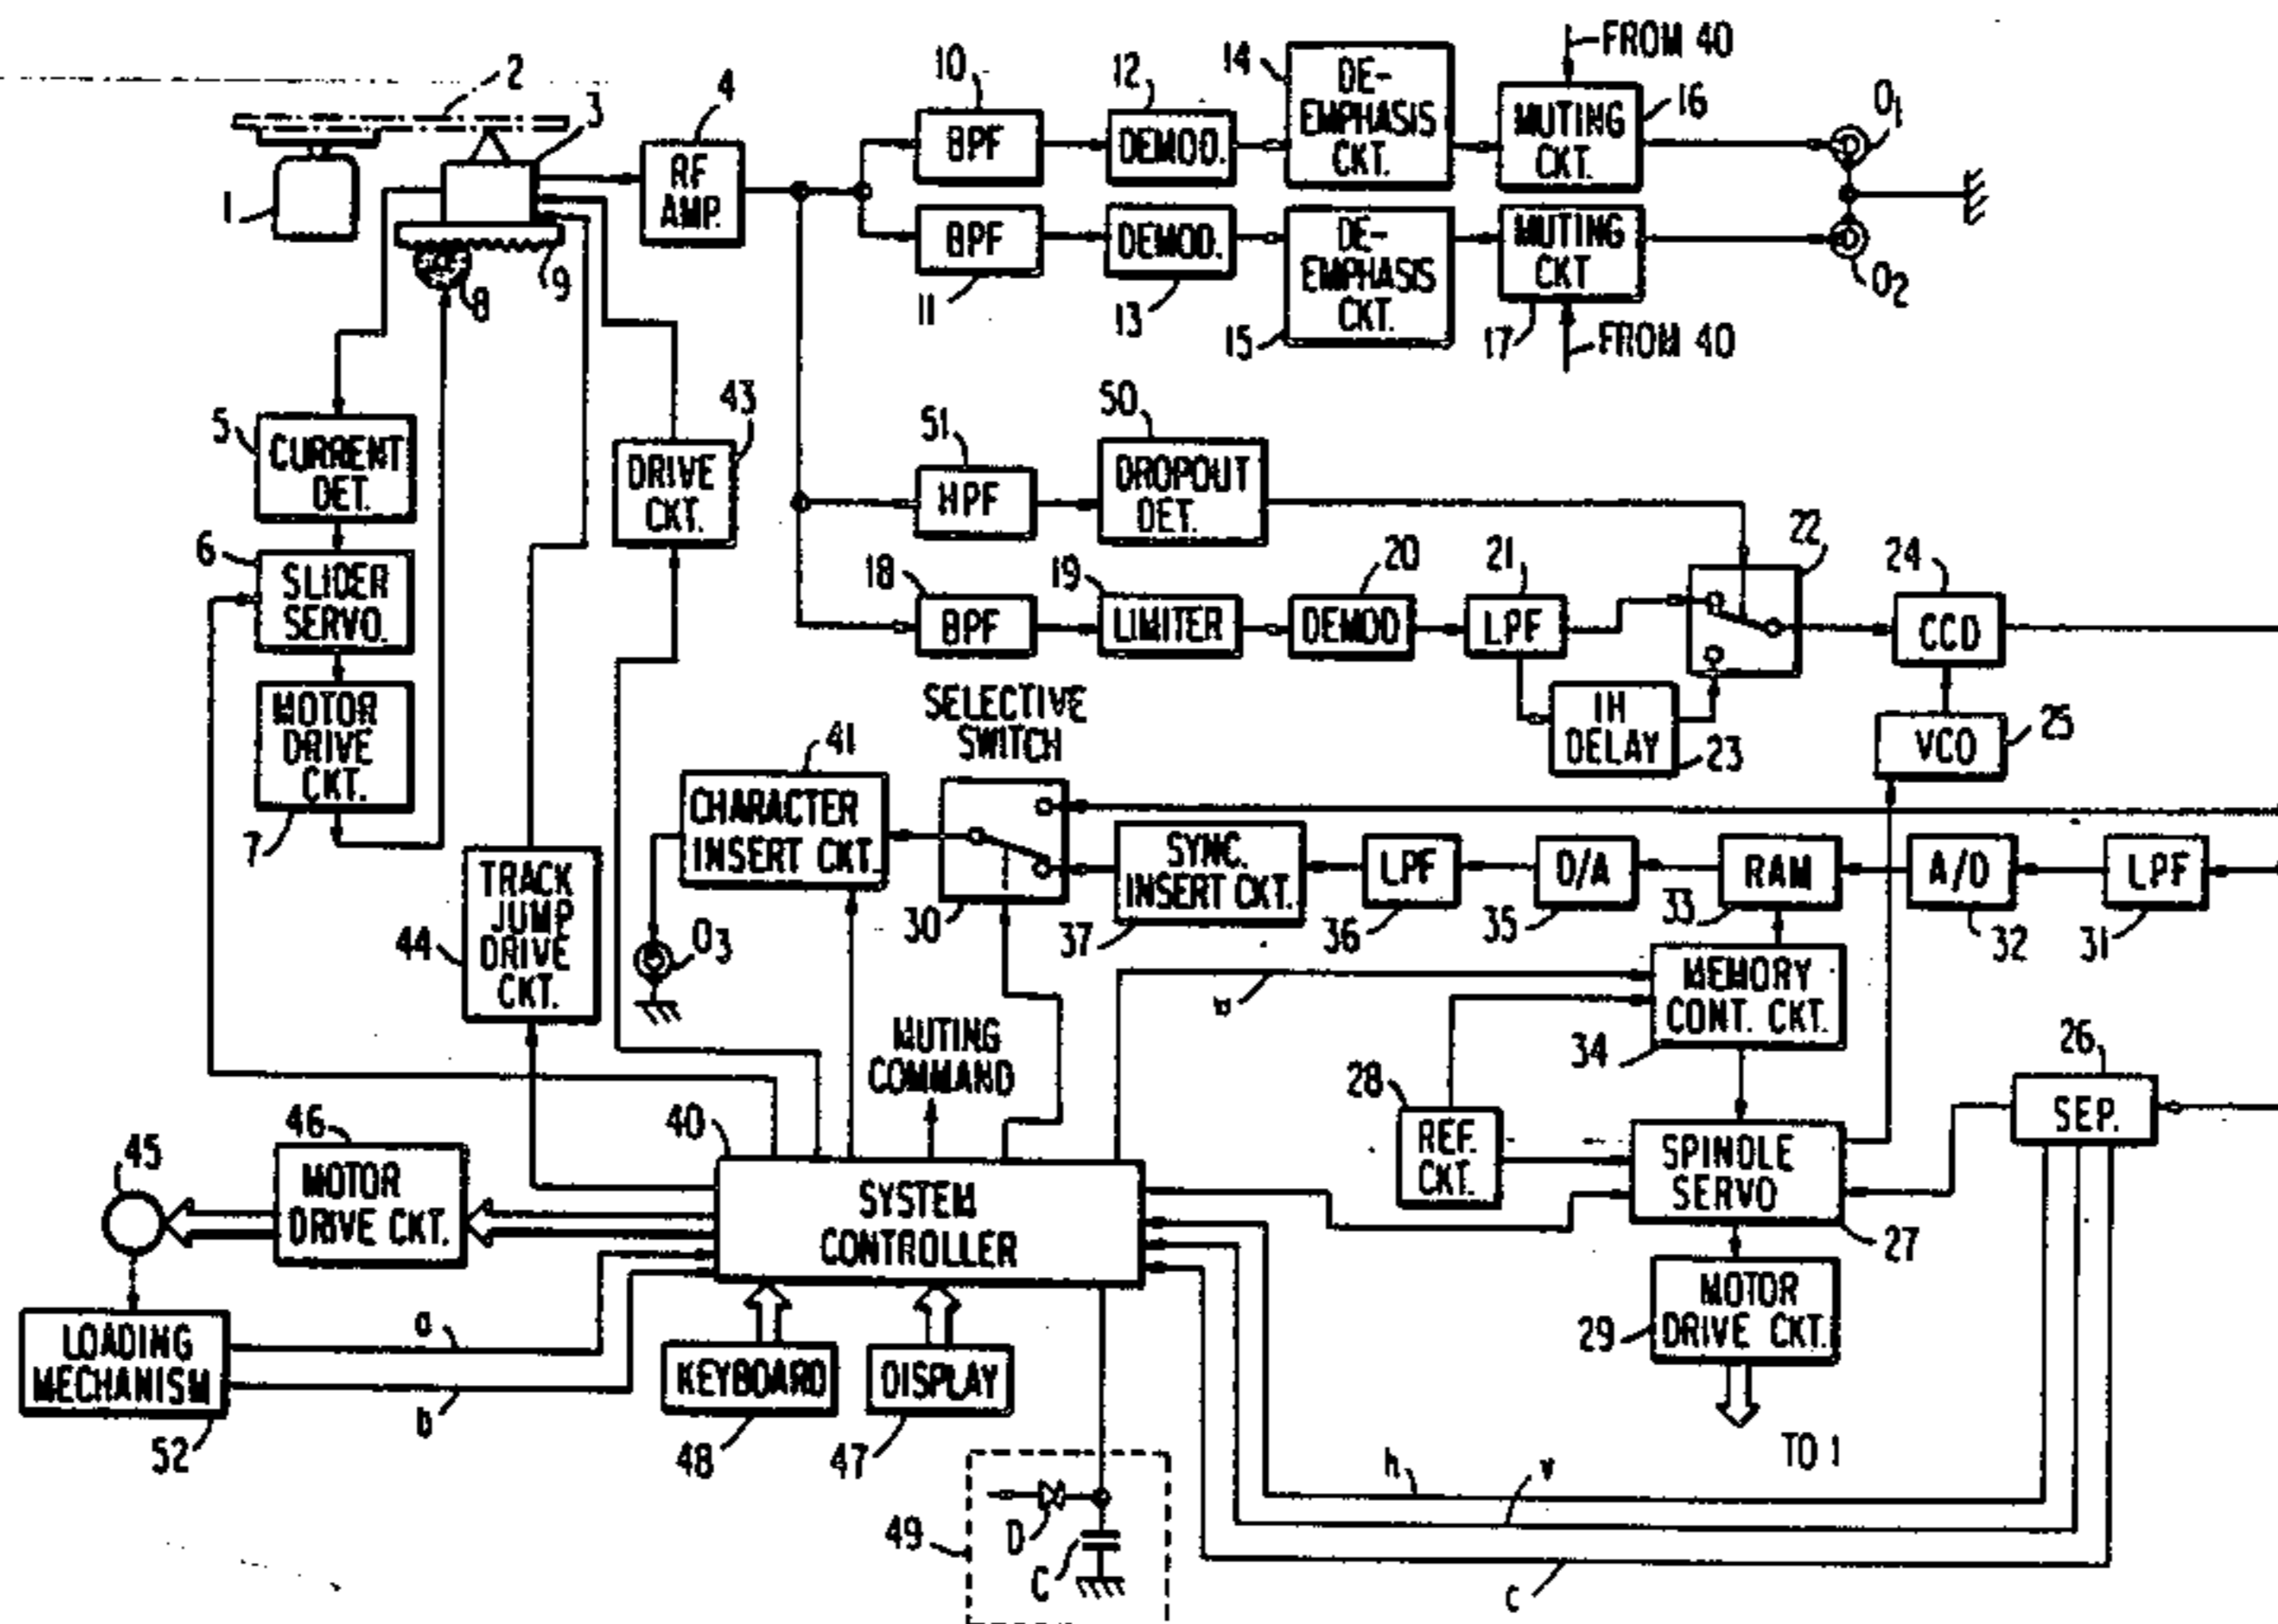 2
3
4
1
8
9
RF
AMP.
10
BPF
12
DEMOD.
14
DE-
EMPHASIS
CKT.
FROM 40
MUTING
CKT.
16
O1
BPF
11
DEMOD.
13
DE-
EMPHASIS
CKT.
15
MUTING
CKT
17
FROM 40
O2
5
CURRENT
DET.
6
SLIDER
SERVO.
MOTOR
DRIVE
CKT.
7
43
DRIVE
CKT.
51
HPF
50
DROPOUT
DET.
18
BPF
19
LIMITER
20
DEMOD
21
LPF
22
24
CCD
1H
DELAY
23
VCO
25
SELECTIVE
SWITCH
41
CHARACTER
INSERT CKT.
O3
30
SYNC.
INSERT CKT.
37
LPF
36
D/A
35
RAM
33
A/D
32
LPF
31
TRACK
JUMP
DRIVE
CKT.
44
MUTING
COMMAND
MEMORY
CONT. CKT.
34
28
REF.
CKT.
26
SEP.
SPINDLE
SERVO
27
MOTOR
DRIVE CKT.
29
TO 1
45
46
MOTOR
DRIVE CKT.
40
SYSTEM
CONTROLLER
LOADING
MECHANISM
52
a
b
KEYBOARD
48
DISPLAY
47
49
D
C
h
v
c